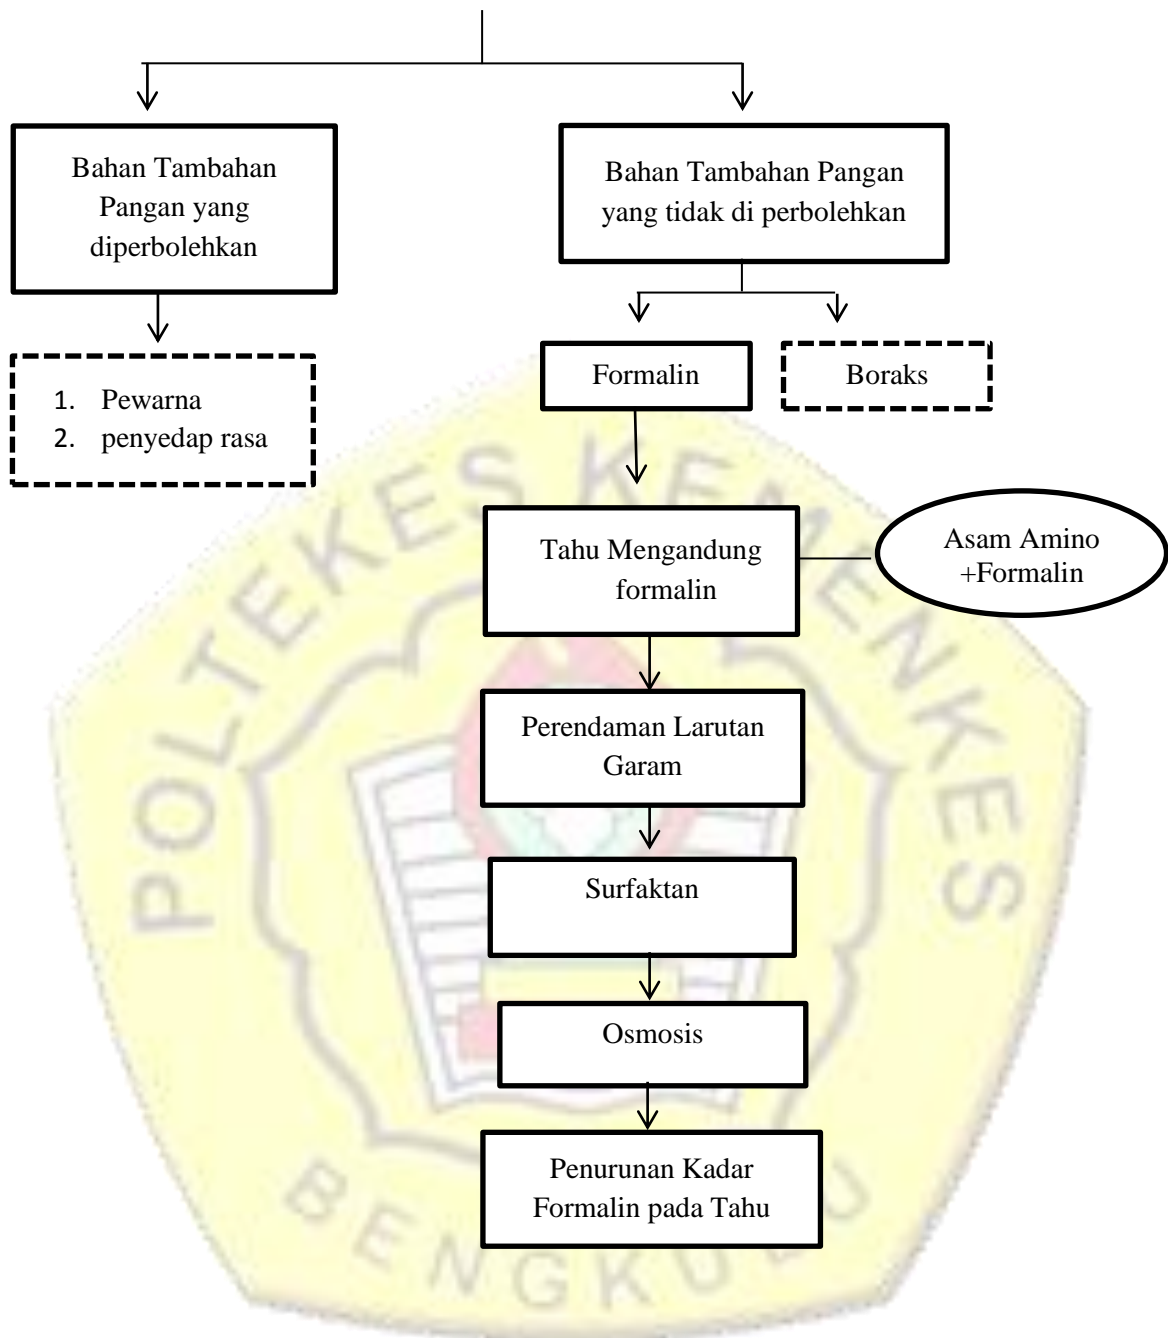 Bahan Tambahan
Pangan yang
diperbolehkan
Bahan Tambahan Pangan
yang tidak di perbolehkan
1. Pewarna
2. penyedap rasa
Formalin
Boraks
Tahu Mengandung
formalin
Asam Amino
+Formalin
Perendaman Larutan
Garam
Surfaktan
Osmosis
Penurunan Kadar
Formalin pada Tahu
POLTEKES KEMENKES
BENGKULU